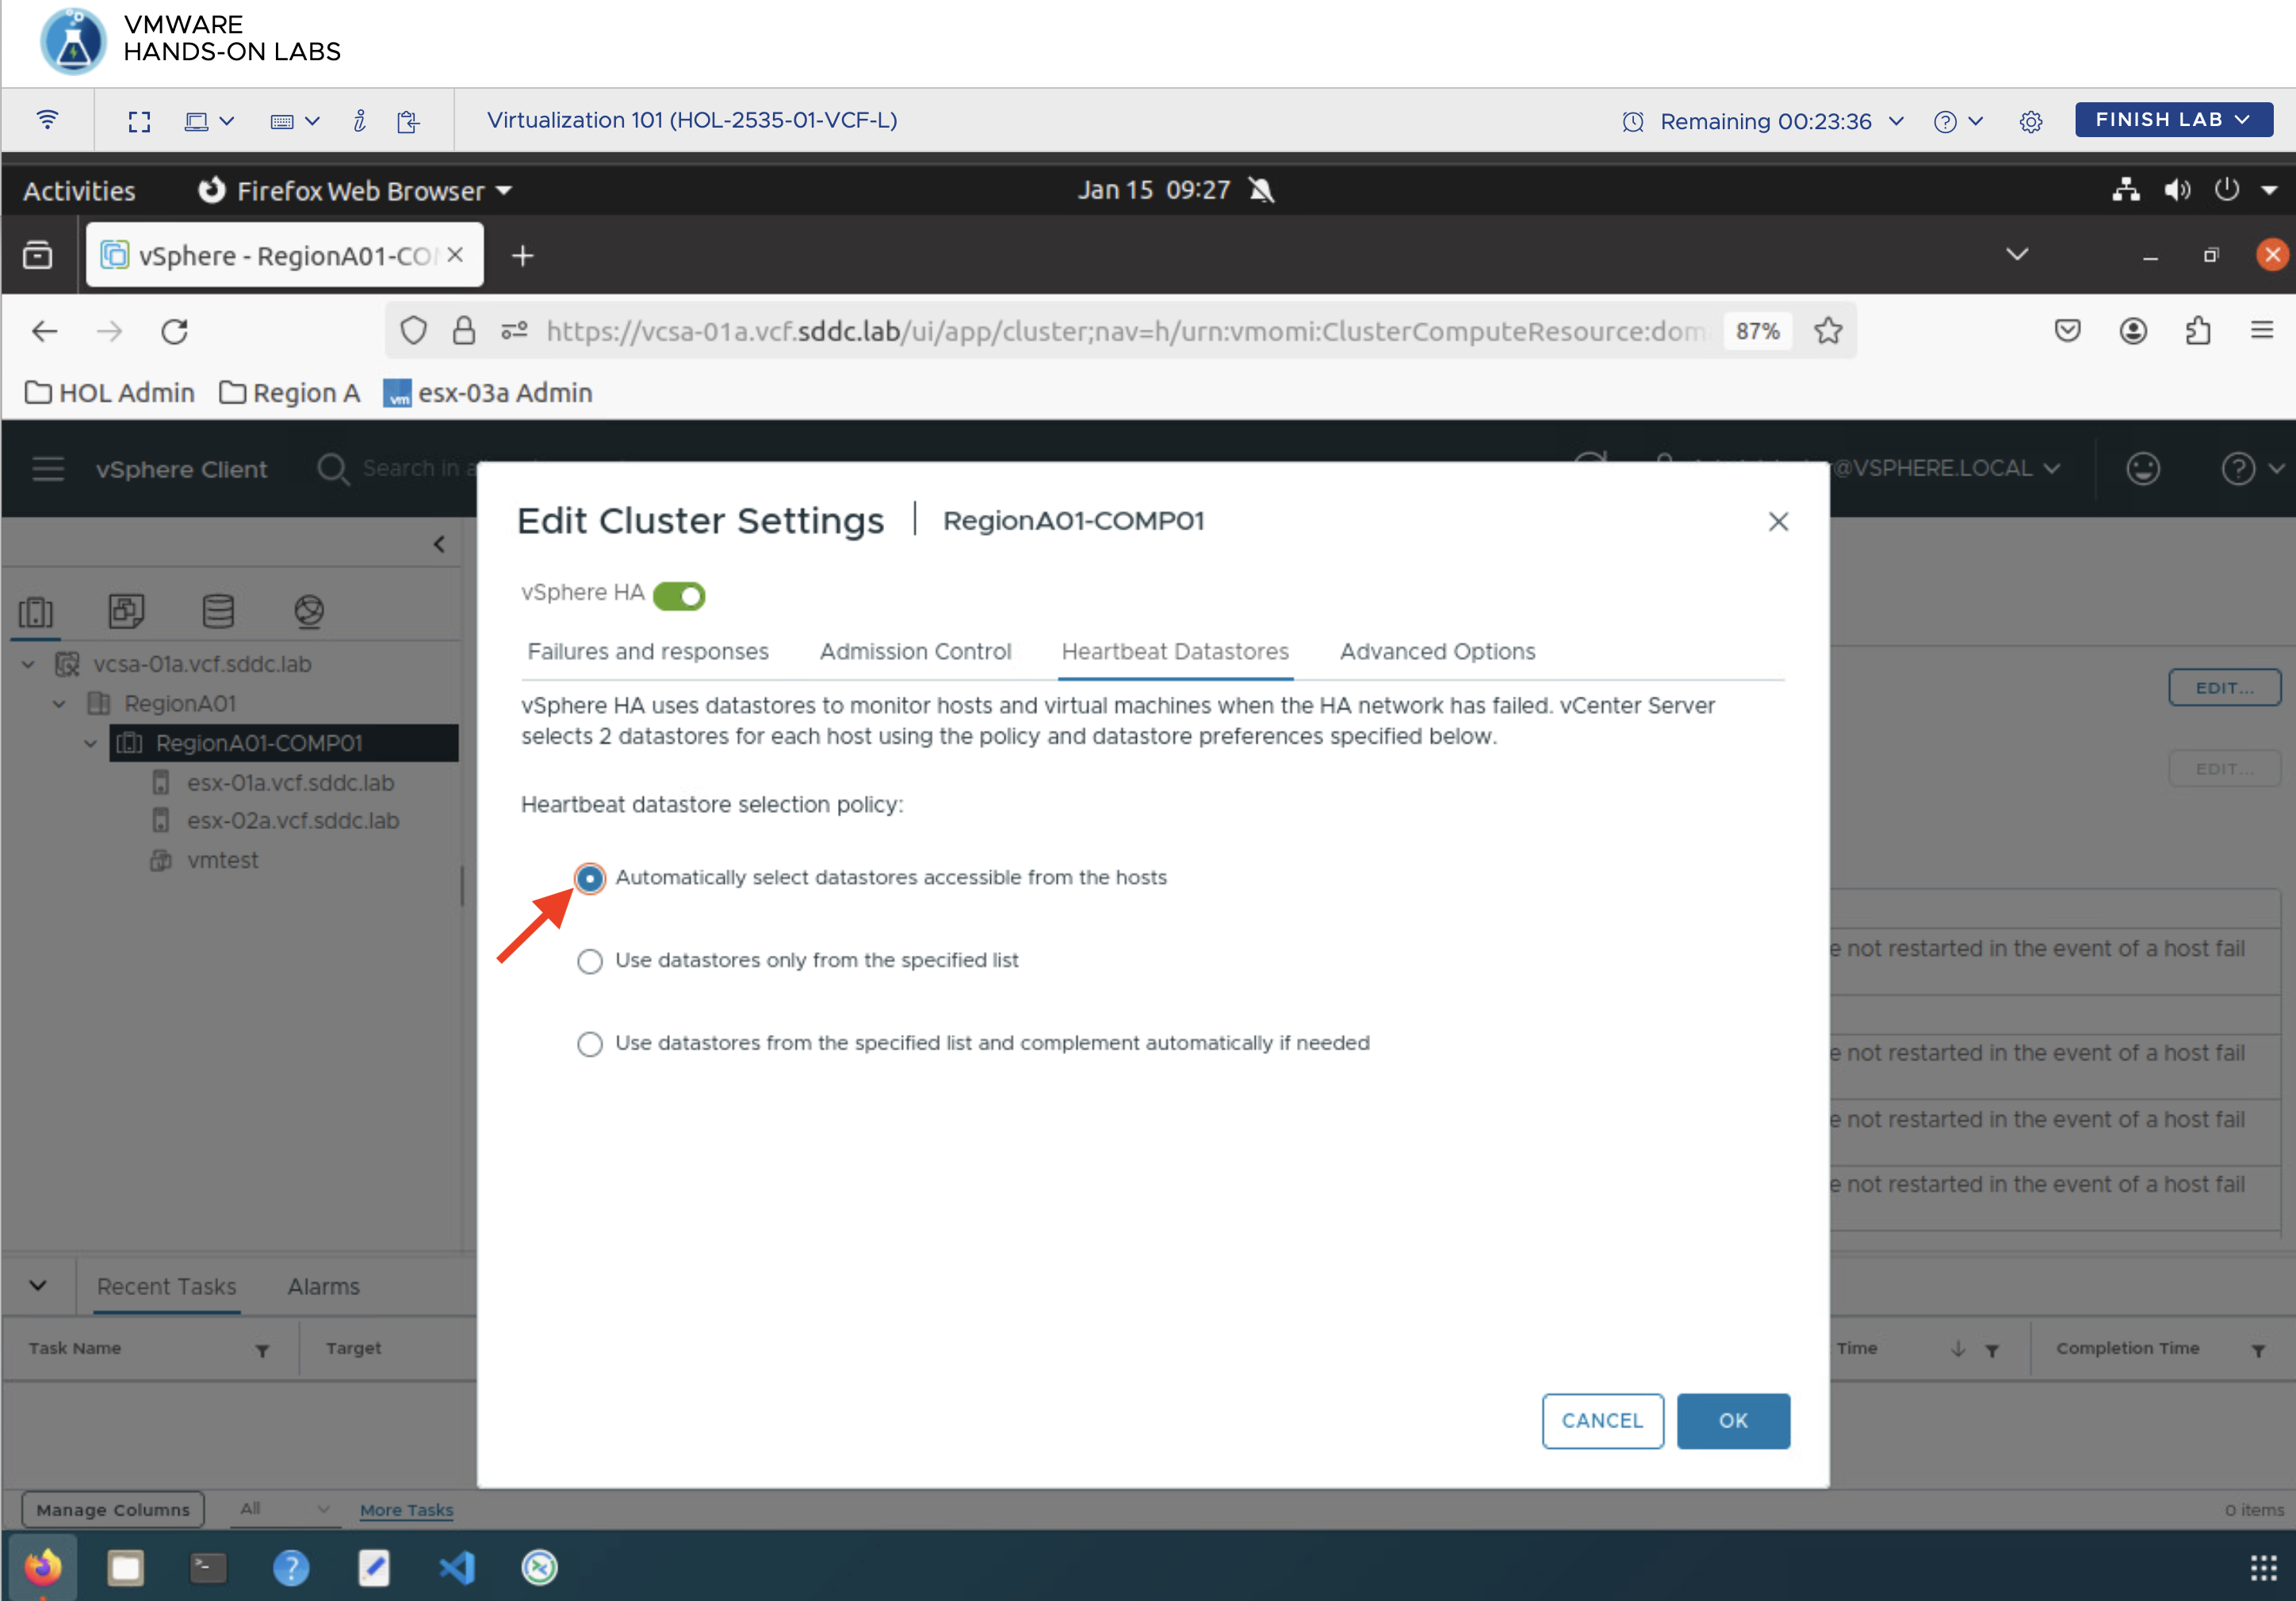 VMWARE
HANDS-ON LABS
Virtualization 101 (HOL-2535-01-VCF-L)
Remaining 00:23:36
FINISH LAB
Activities
Firefox Web Browser
Jan 15 09:27
vSphere - RegionA01-CO
https://vcsa-01a.vcf.sddc.lab/ui/app/cluster;nav=h/urn:vmomi:ClusterComputeResource:dom
87%
HOL Admin
Region A
vm
esx-03a Admin
vSphere Client
Search in a
@VSPHERE.LOCAL
Edit Cluster Settings | RegionA01-COMP01
vSphere HA
Failures and responses
Admission Control
Heartbeat Datastores
Advanced Options
vSphere HA uses datastores to monitor hosts and virtual machines when the HA network has failed. vCenter Server
selects 2 datastores for each host using the policy and datastore preferences specified below.
Heartbeat datastore selection policy:
Automatically select datastores accessible from the hosts
Use datastores only from the specified list
Use datastores from the specified list and complement automatically if needed
CANCEL
OK
vcsa-01a.vcf.sddc.lab
RegionA01
RegionA01-COMP01
esx-01a.vcf.sddc.lab
esx-02a.vcf.sddc.lab
vmtest
EDIT...
EDIT...
e not restarted in the event of a host fail
e not restarted in the event of a host fail
e not restarted in the event of a host fail
e not restarted in the event of a host fail
Recent Tasks
Alarms
Task Name
Target
Time
Completion Time
Manage Columns
All
More Tasks
0 items